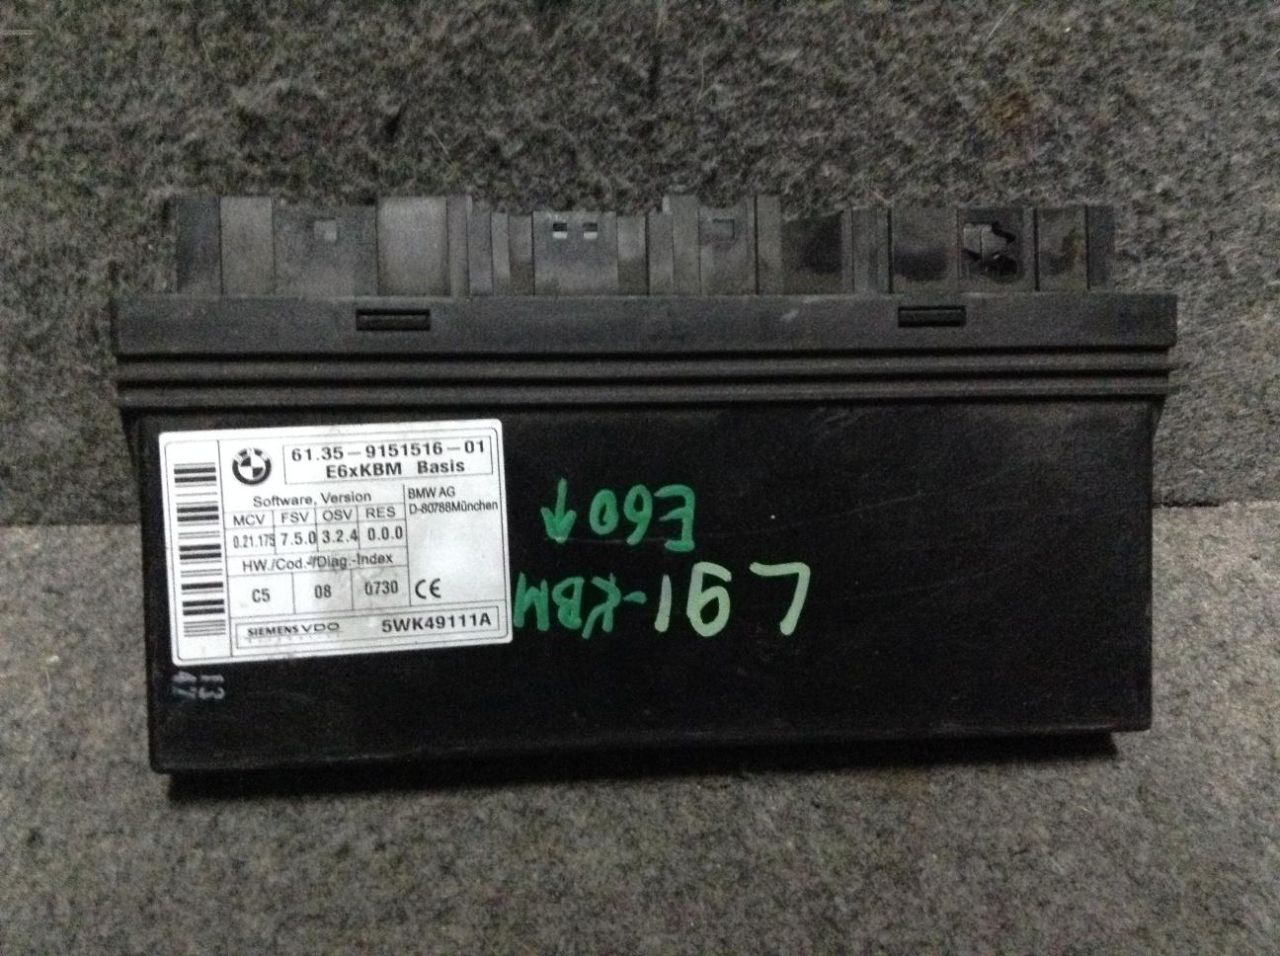 61.35-9151516-01
E6xKBM Basis
Software, Version
BMW AG
D-80788München
MCV FSV OSV RES
0.21.175 7.5.0 3.2.4 0.0.0
HW./Cod.-/Diag.-Index
C5 08 0730
CE
SIEMENS VDO 5WK49111A
E60↑
L91-KBM